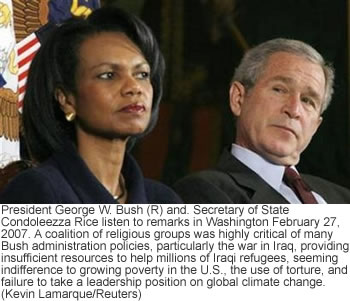 President George W. Bush (R) and. Secretary of State
Condoleezza Rice listen to remarks in Washington February 27,
2007. A coalition of religious groups was highly critical of many
Bush administration policies, particularly the war in Iraq, providing
insufficient resources to help millions of Iraqi refugees, seeming
indifference to growing poverty in the U.S., the use of torture, and
failure to take a leadership position on global climate change.
(Kevin Lamarque/Reuters)